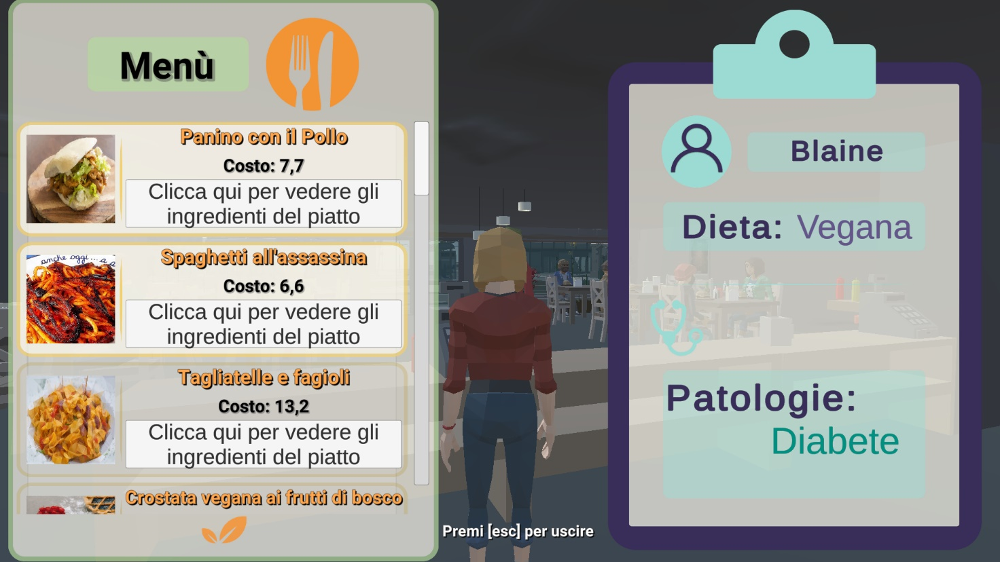 Menù
Panino con il Pollo
Costo: 7,7
Clicca qui per vedere gli
ingredienti del piatto
anche oggi... a a
Spaghetti all'assassina
Costo: 6,6
Clicca qui per vedere gli
ingredienti del piatto
Tagliatelle e fagioli
Costo: 13,2
Clicca qui per vedere gli
ingredienti del piatto
Crostata vegana ai frutti di bosco
Premi [esc] per uscire
Blaine
Dieta: Vegana
Patologie:
Diabete